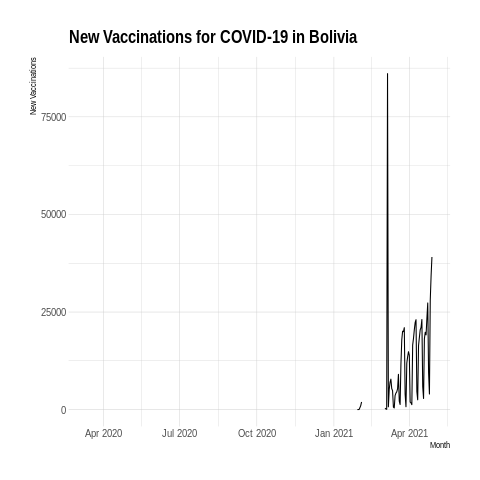 New Vaccinations for COVID-19 in Bolivia
New Vaccinations
75000
50000
25000
0
Apr 2020
Jul 2020
Oct 2020
Jan 2021
Apr 2021
Month